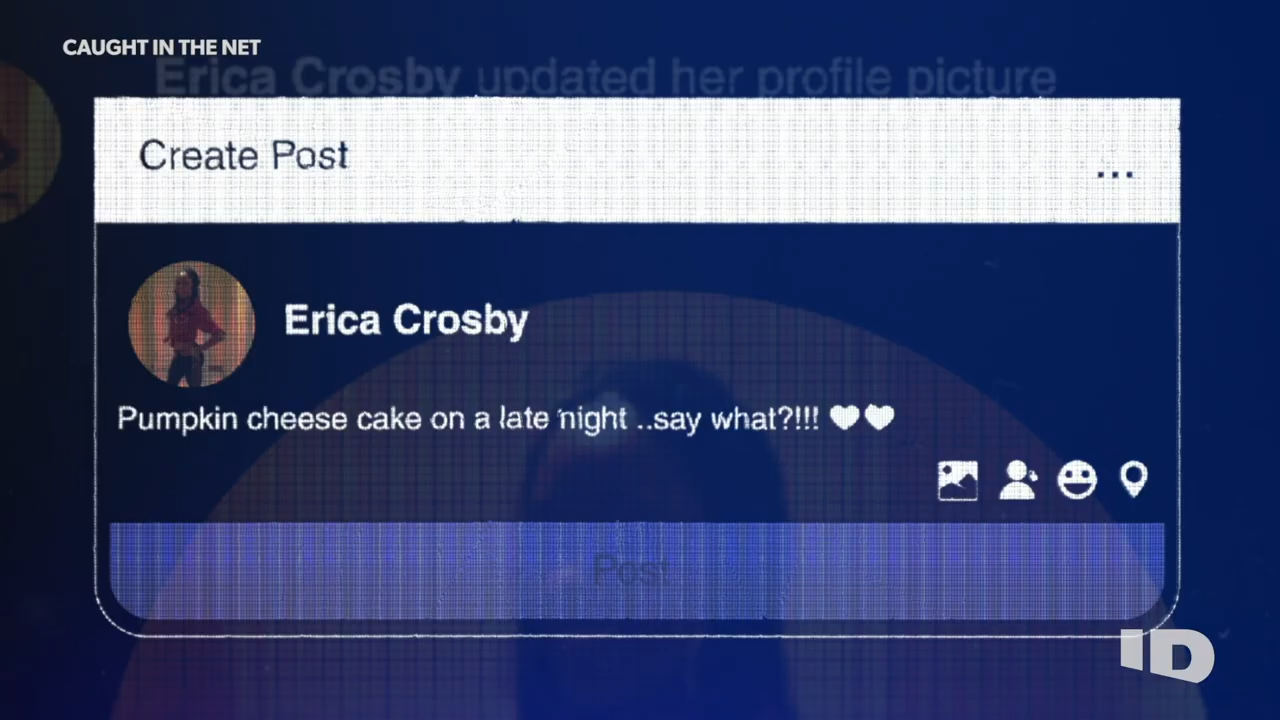 CAUGHT IN THE NET
Erica Crosby updated her profile picture
Create Post
...
Erica Crosby
Pumpkin cheese cake on a late night ..say what?!!! 🤍🤍
Post
ID